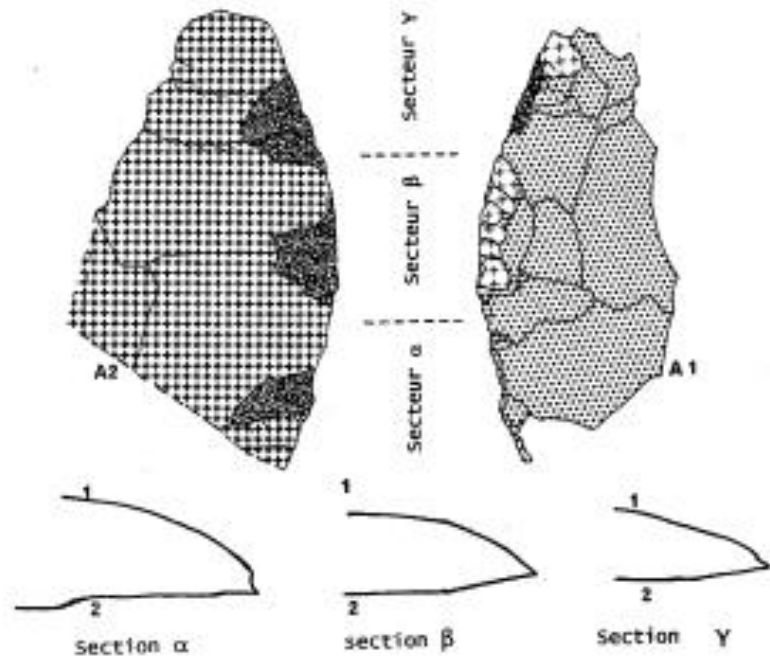 Secteur γ
Secteur β
Secteur α
A2
A1
1
2
Section α
1
2
section β
1
2
Section γ